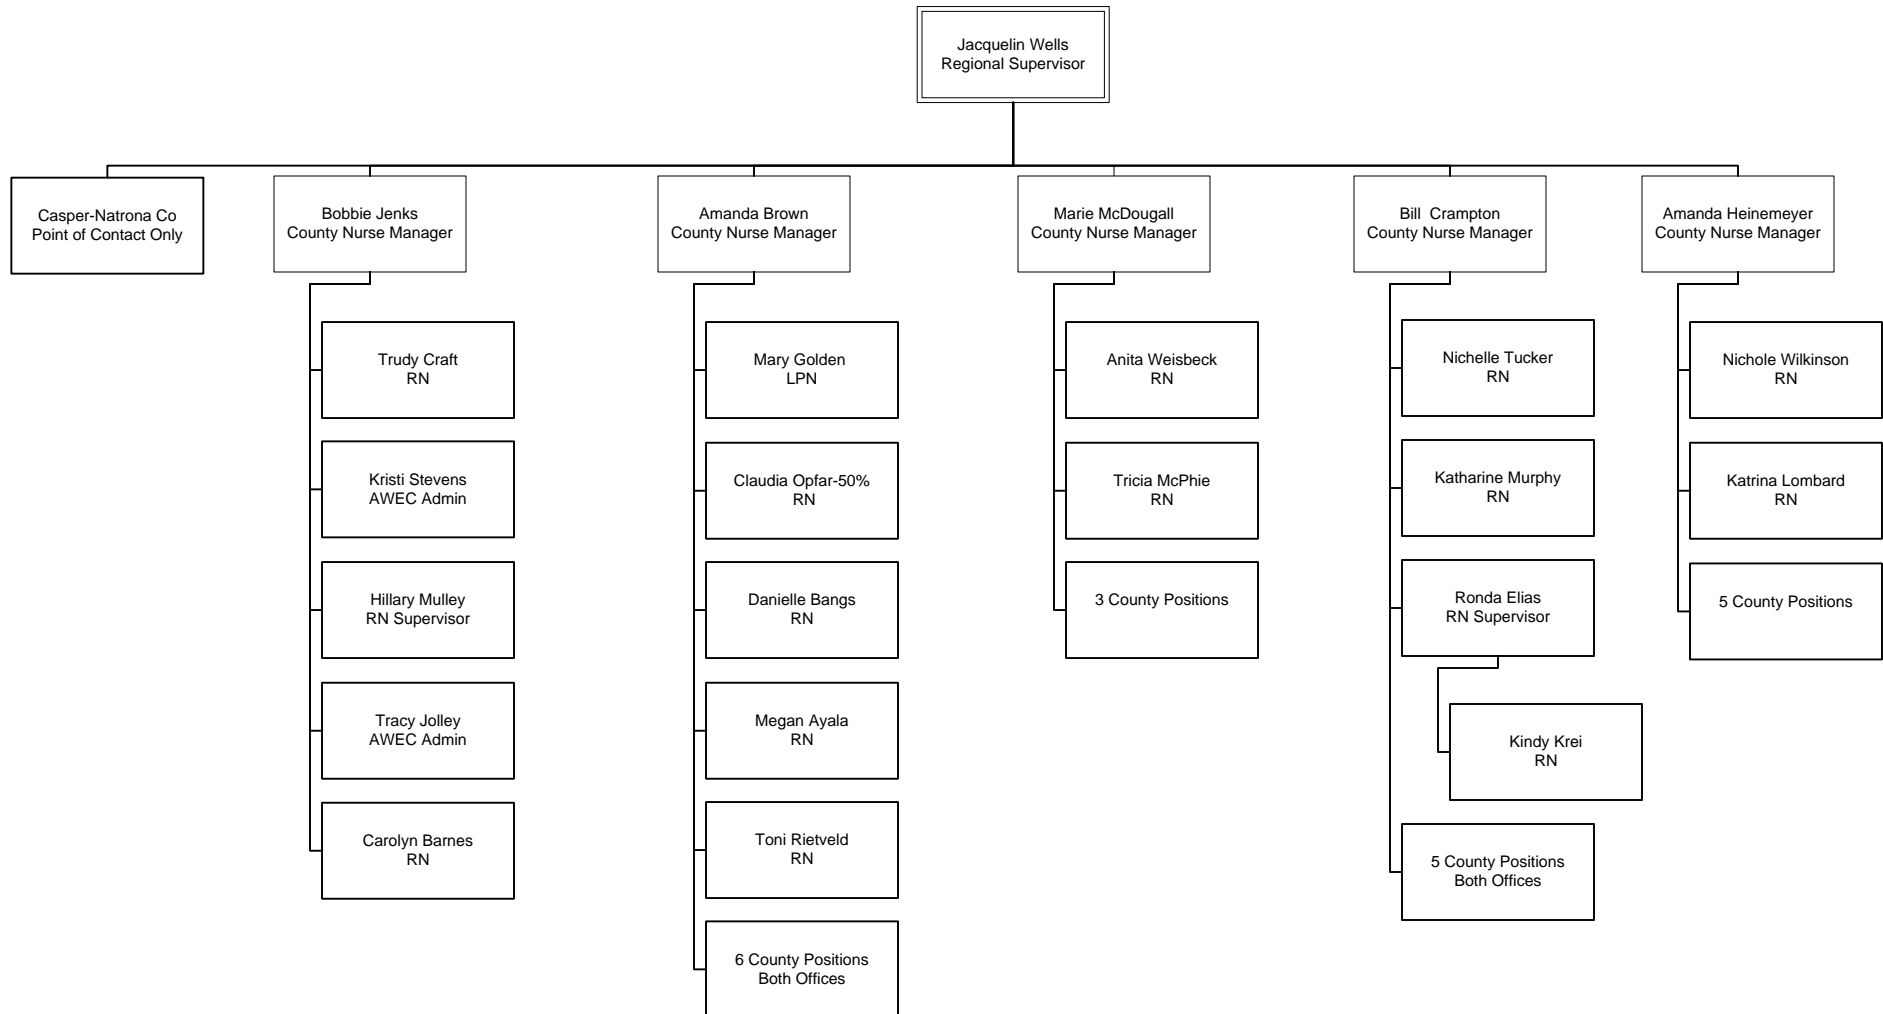 Jacquelin Wells
Regional Supervisor
Casper-Natrona Co
Point of Contact Only
Bobbie Jenks
County Nurse Manager
Trudy Craft
RN
Kristi Stevens
AWEC Admin
Hillary Mulley
RN Supervisor
Tracy Jolley
AWEC Admin
Carolyn Barnes
RN
Amanda Brown
County Nurse Manager
Mary Golden
LPN
Claudia Opfar-50%
RN
Danielle Bangs
RN
Megan Ayala
RN
Toni Rietveld
RN
6 County Positions
Both Offices
Marie McDougall
County Nurse Manager
Anita Weisbeck
RN
Tricia McPhie
RN
3 County Positions
Bill  Crampton
County Nurse Manager
Nichelle Tucker
RN
Katharine Murphy
RN
Ronda Elias
RN Supervisor
Kindy Krei
RN
5 County Positions
Both Offices
Amanda Heinemeyer
County Nurse Manager
Nichole Wilkinson
RN
Katrina Lombard
RN
5 County Positions